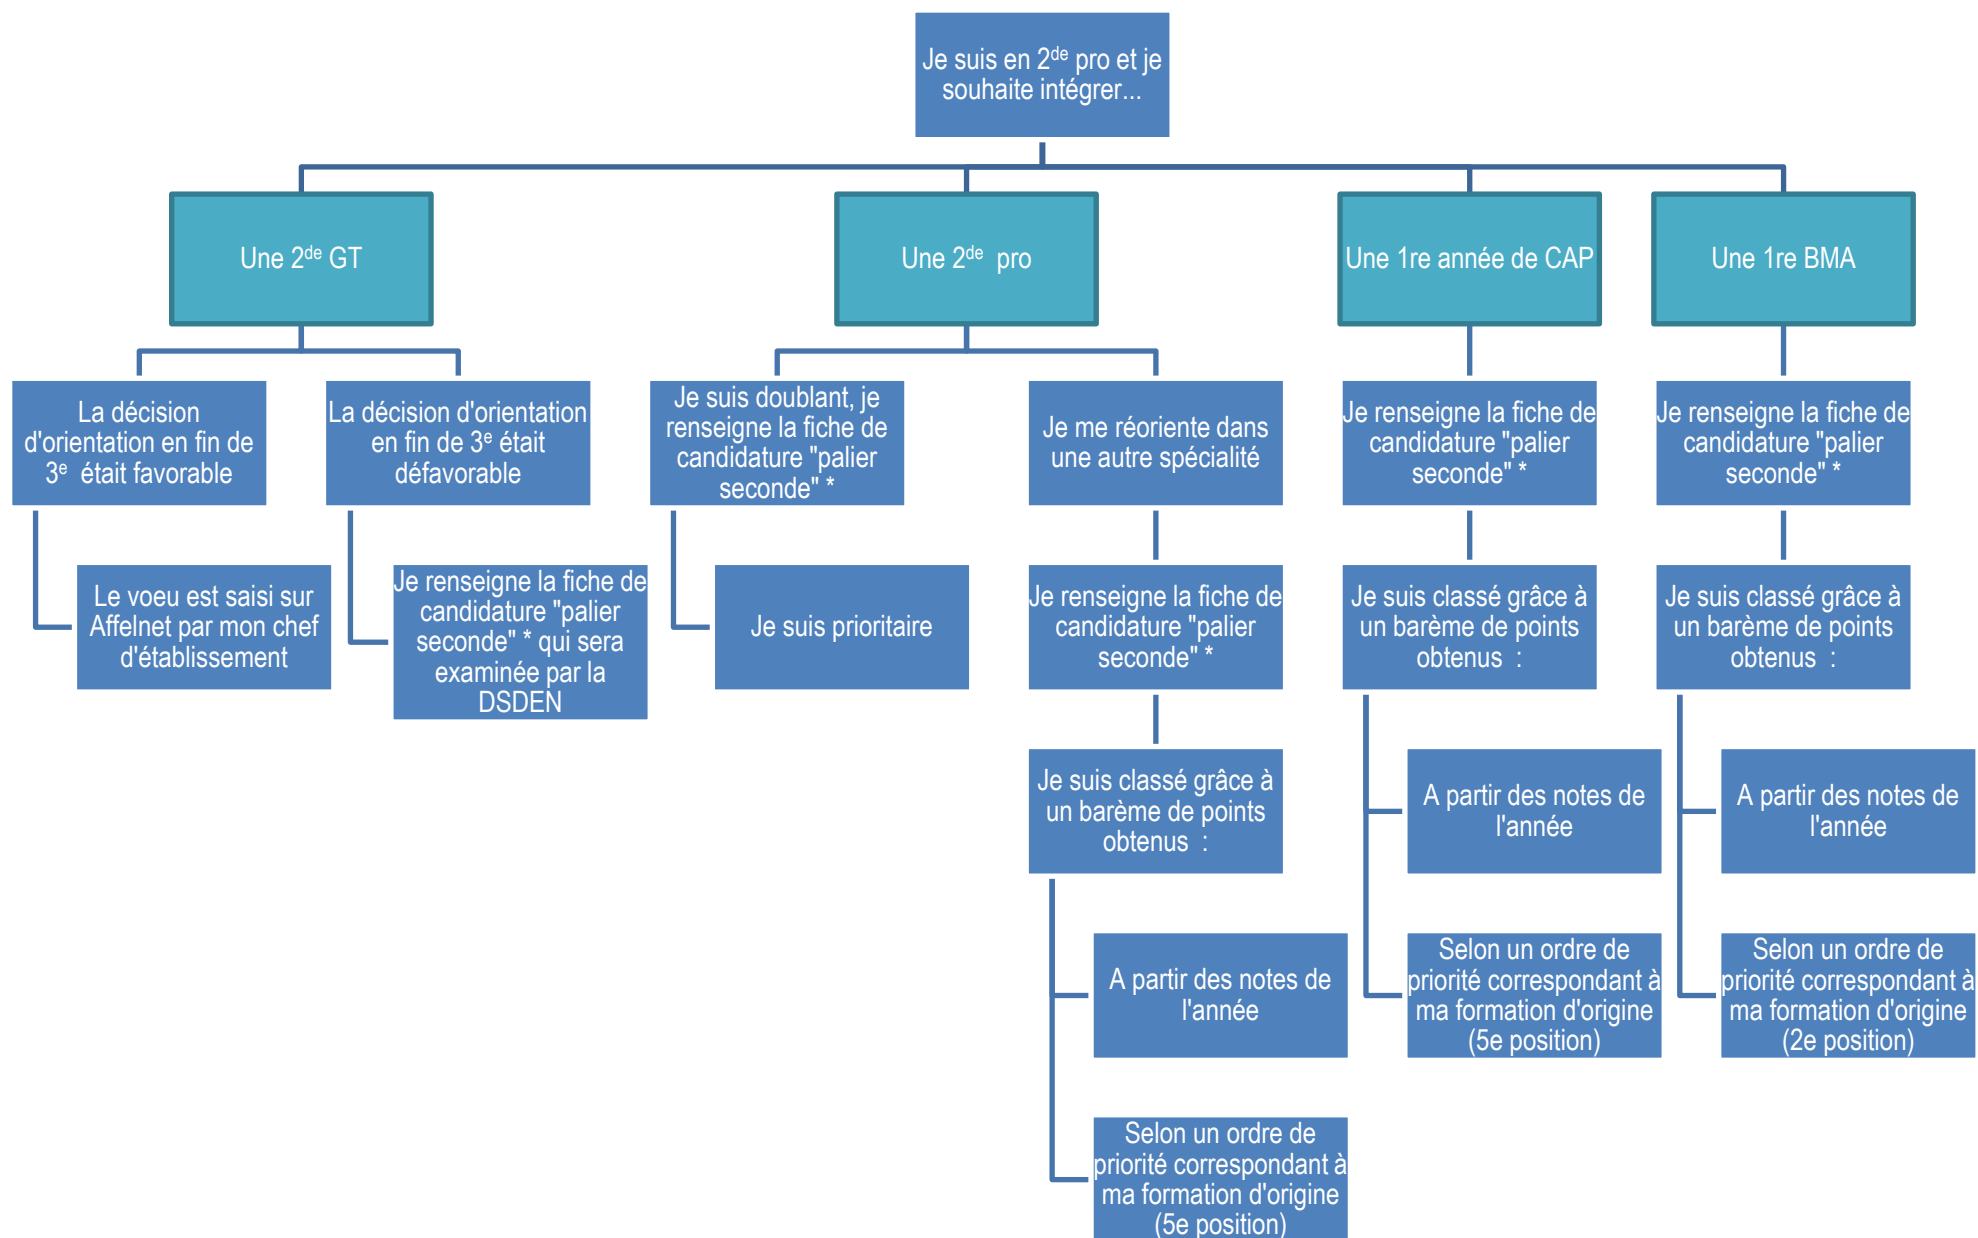 Je suis en 2de pro et je
souhaite intégrer...
Une 2de GT
Une 2de  pro
Une 1re année de CAP
Une 1re BMA
La décision
d'orientation en fin de
3e  était favorable
La décision d'orientation
en fin de 3e était
défavorable
Je suis doublant, je
renseigne la fiche de
candidature "palier
seconde" *
Je me réoriente dans
une autre spécialité
Je renseigne la fiche de
candidature "palier
seconde" *
Je renseigne la fiche de
candidature "palier
seconde" *
Le voeu est saisi sur
Affelnet par mon chef
d'établissement
Je renseigne la fiche de
candidature "palier
seconde" * qui sera
examinée par la
DSDEN
Je suis prioritaire
Je renseigne la fiche de
candidature "palier
seconde" *
Je suis classé grâce à
un barème de points
obtenus  :
Je suis classé grâce à
un barème de points
obtenus  :
Je suis classé grâce à
un barème de points
obtenus  :
A partir des notes de
l'année
A partir des notes de
l'année
A partir des notes de
l'année
Selon un ordre de
priorité correspondant à
ma formation d'origine
(5e position)
Selon un ordre de
priorité correspondant à
ma formation d'origine
(2e position)
Selon un ordre de
priorité correspondant à
ma formation d'origine
(5e position)